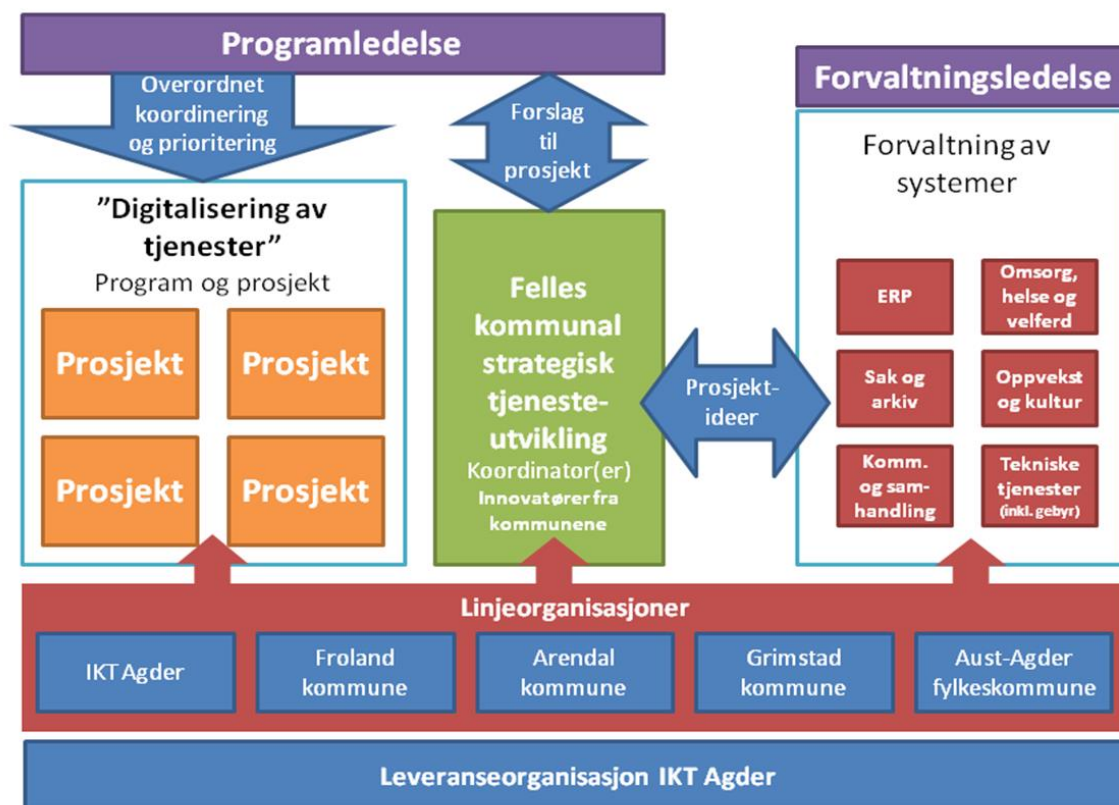 Programledelse
Overordnet
koordinering
og prioritering
Forslag
til
prosjekt
Forvaltningsledelse
”Digitalisering av
tjenester”
Program og prosjekt
Prosjekt
Prosjekt
Prosjekt
Prosjekt
Felles
kommunal
strategisk
tjeneste-
utvikling
Koordinator(er)
Innovatører fra
kommunene
Prosjekt-
ideer
Forvaltning av
systemer
ERP
Omsorg,
helse og
velferd
Sak og
arkiv
Oppvekst
og kultur
Komm.
og sam-
handling
Tekniske
tjenester
(inkl. gebyr)
Linjeorganisasjoner
IKT Agder
Froland
kommune
Arendal
kommune
Grimstad
kommune
Aust-Agder
fylkeskommune
Leveranseorganisasjon IKT Agder